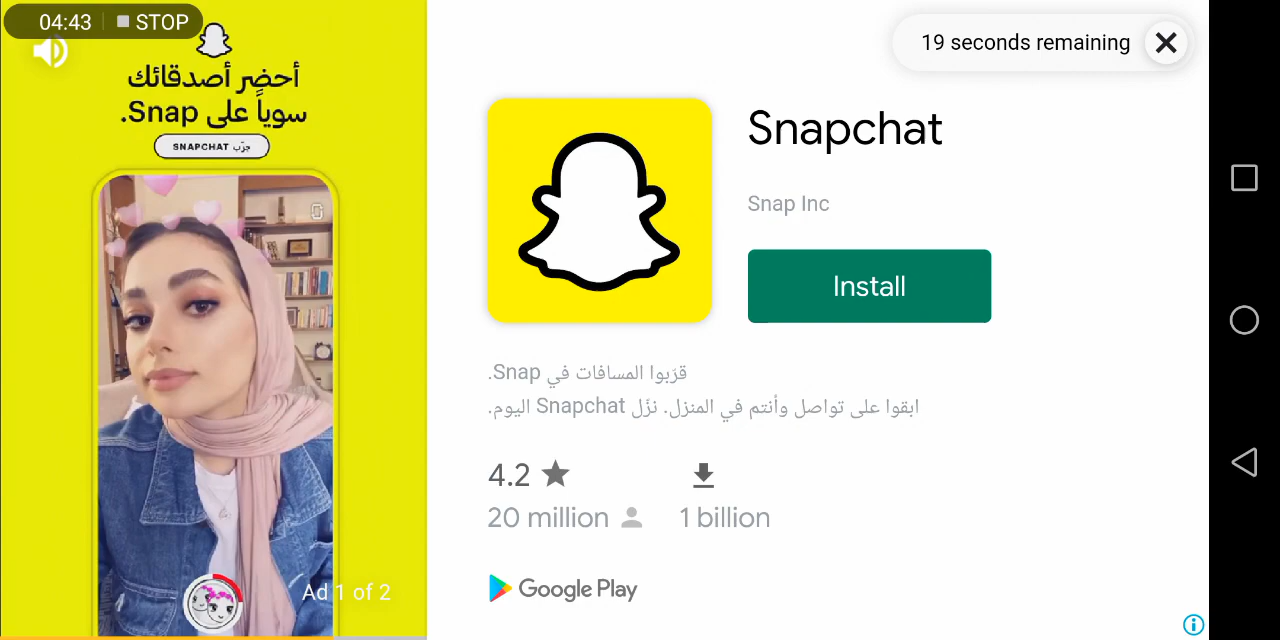 04:43
STOP
أحضِر أصدقائك
سوياً على Snap.
جرّب SNAPCHAT
Ad 1 of 2
19 seconds remaining
Snapchat
Snap Inc
Install
قرّبوا المسافات في Snap.
ابقوا على تواصل وأنتم في المنزل. نزّل Snapchat اليوم.
4.2
20 million
1 billion
Google Play